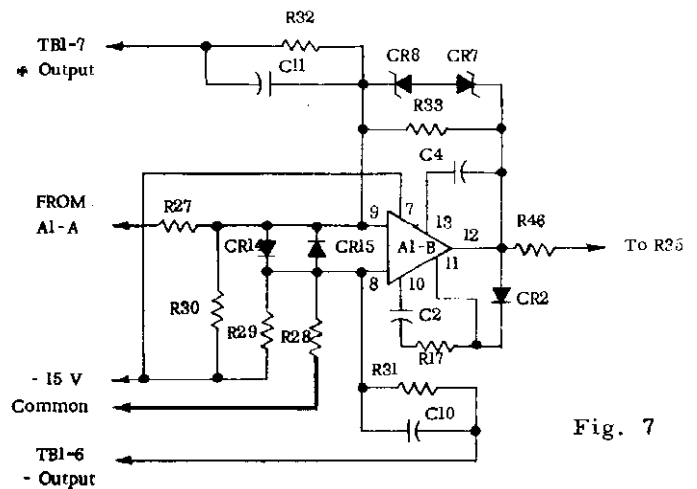 R32
TB1-7
+ Output
C11
CR8
CR7
R33
C4
FROM
A1-A
R27
9
7
13
A1-B
12
R46
To R35
CR14
CR15
8
10
11
CR2
C2
R30
R29
R28
R17
R31
- 15 V
Common
C10
TB1-6
- Output
Fig. 7